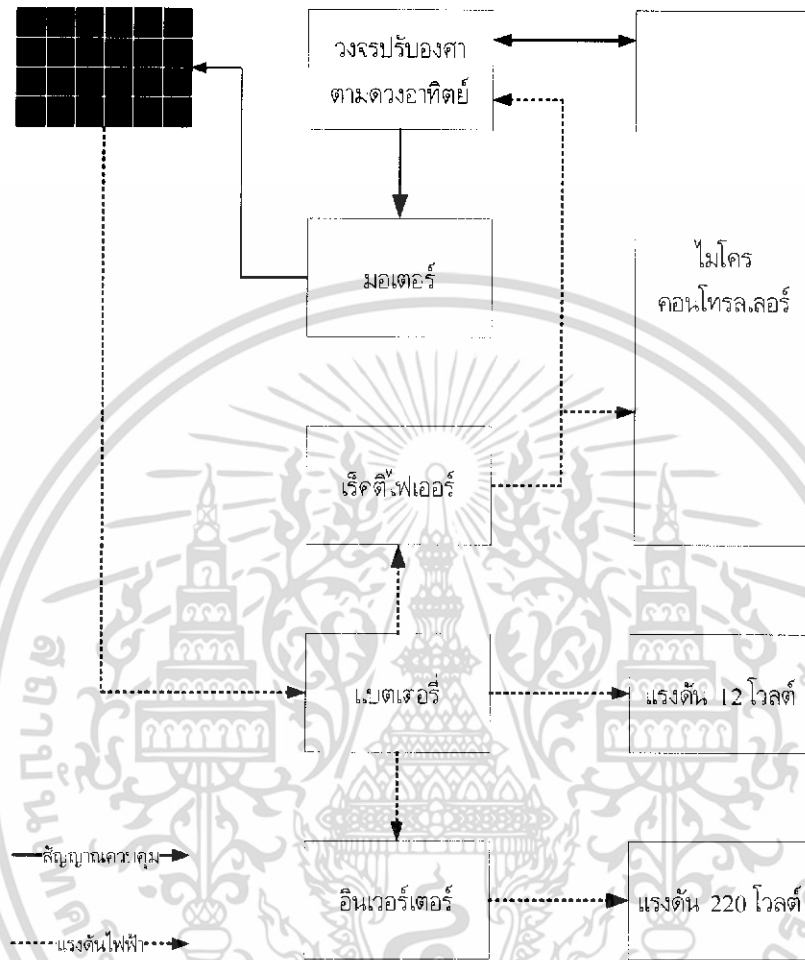 วงจรปรับองศา
ตามดวงอาทิตย์
มอเตอร์
ไมโคร
คอนโทรลเลอร์
เร็คติไฟเออร์
แบตเตอรี่
แรงดัน 12 โวลต์
สัญญาณควบคุม
อินเวอร์เตอร์
แรงดัน 220 โวลต์
แรงดันไฟฟ้า